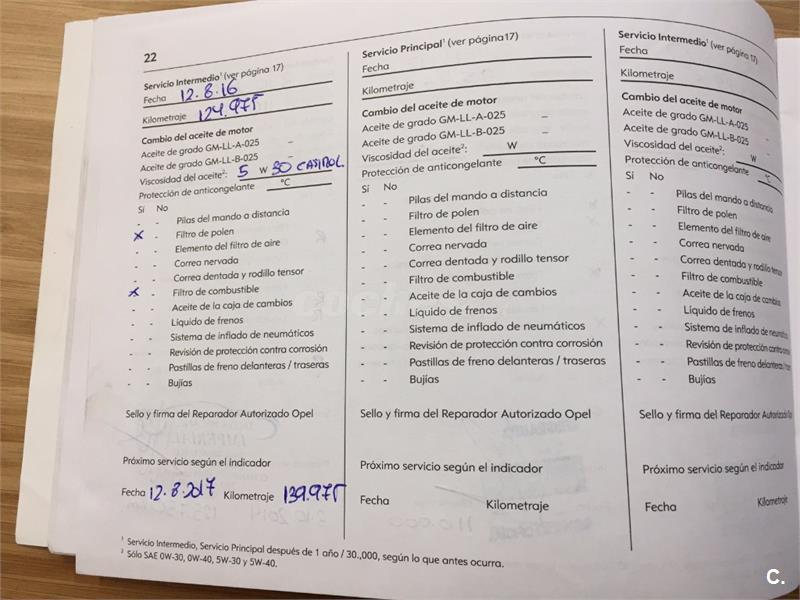 22
Servicio Intermedio¹ (ver página 17)
Fecha 12.8.16
Kilometraje 124.975
Cambio del aceite de motor
Aceite de grado GM-LL-A-025 -
Aceite de grado GM-LL-B-025 -
Viscosidad del aceite²: 5 W 30 CASTROL
Protección de anticongelante °C
Sí No
- - Pilas del mando a distancia
x - Filtro de polen
- - Elemento del filtro de aire
- - Correa nervada
- - Correa dentada y rodillo tensor
x - Filtro de combustible
- - Aceite de la caja de cambios
- - Líquido de frenos
- - Sistema de inflado de neumáticos
- - Revisión de protección contra corrosión
- - Pastillas de freno delanteras / traseras
- - Bujías
Sello y firma del Reparador Autorizado Opel
Próximo servicio según el indicador
Fecha 12.8.2017 Kilometraje 139.975
¹ Servicio Intermedio, Servicio Principal después de 1 año / 30.,000, según lo que antes ocurra.
² Sólo SAE 0W-30, 0W-40, 5W-30 y 5W-40.
Servicio Principal¹ (ver página17)
Fecha
Kilometraje
Cambio del aceite de motor
Aceite de grado GM-LL-A-025 -
Aceite de grado GM-LL-B-025 -
Viscosidad del aceite²: W
Protección de anticongelante °C
Sí No
- - Pilas del mando a distancia
- - Filtro de polen
- - Elemento del filtro de aire
- - Correa nervada
- - Correa dentada y rodillo tensor
- - Filtro de combustible
- - Aceite de la caja de cambios
- - Líquido de frenos
- - Sistema de inflado de neumáticos
- - Revisión de protección contra corrosión
- - Pastillas de freno delanteras / traseras
- - Bujías
Sello y firma del Reparador Autorizado Opel
Próximo servicio según el indicador
Fecha Kilometraje
Servicio Intermedio¹ (ver página 17)
Fecha
Kilometraje
Cambio del aceite de motor
Aceite de grado GM-LL-A-025
Aceite de grado GM-LL-B-025
Viscosidad del aceite²: W
Protección de anticongelante °C
Sí No
- - Pilas del mando a distancia
- - Filtro de polen
- - Elemento del filtro de aire
- - Correa nervada
- - Correa dentada y rodillo tensor
- - Filtro de combustible
- - Aceite de la caja de cambios
- - Líquido de frenos
- - Sistema de inflado de neumáticos
- - Revisión de protección contra corrosión
- - Pastillas de freno delanteras / tras
- - Bujías
Sello y firma del Reparador Autorizado
Próximo servicio según el indicador
Fecha Kilometraje
C.